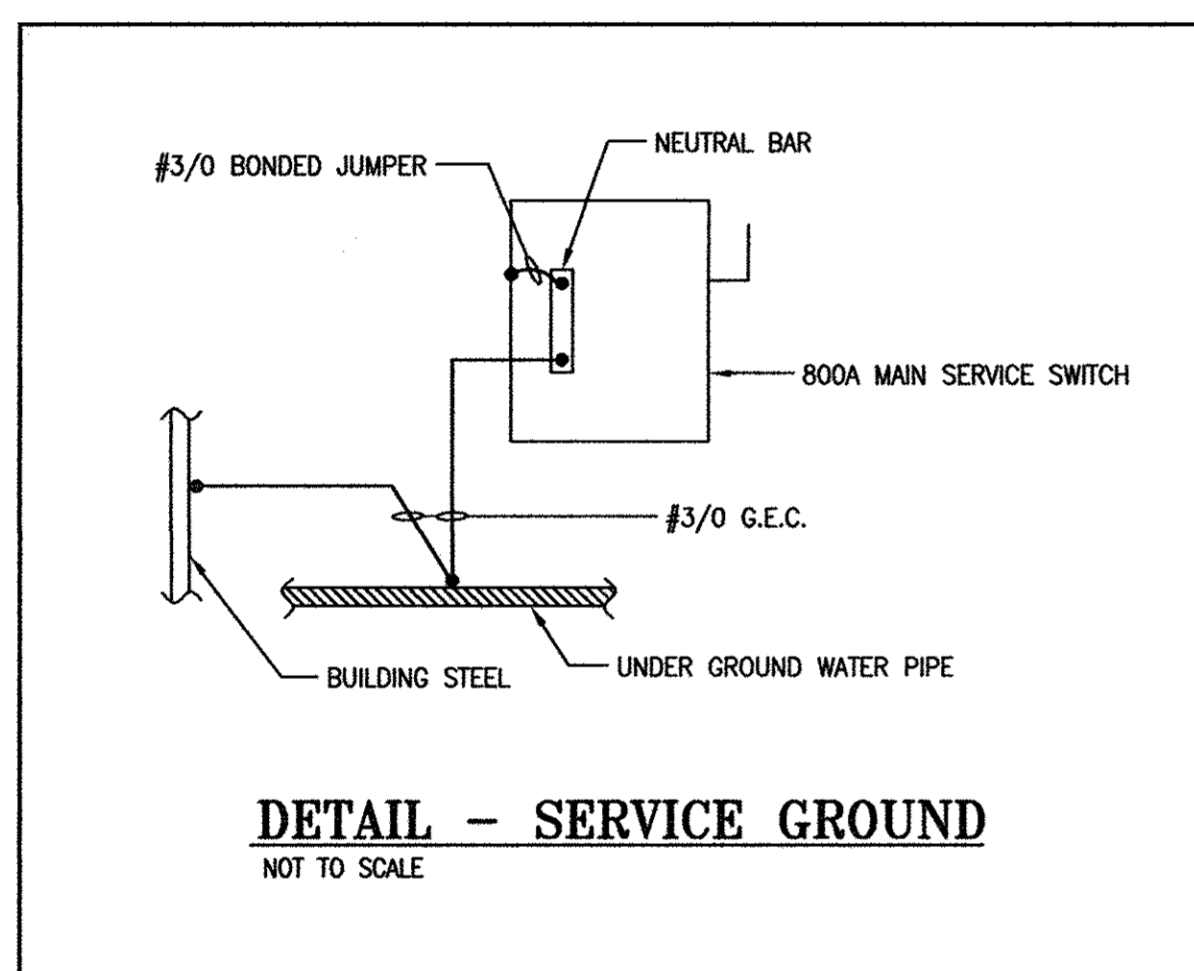 NEUTRAL BAR
#3/0 BONDED JUMPER
800A MAIN SERVICE SWITCH
#3/0 G.E.C.
UNDER GROUND WATER PIPE
BUILDING STEEL
DETAIL - SERVICE GROUND
NOT TO SCALE